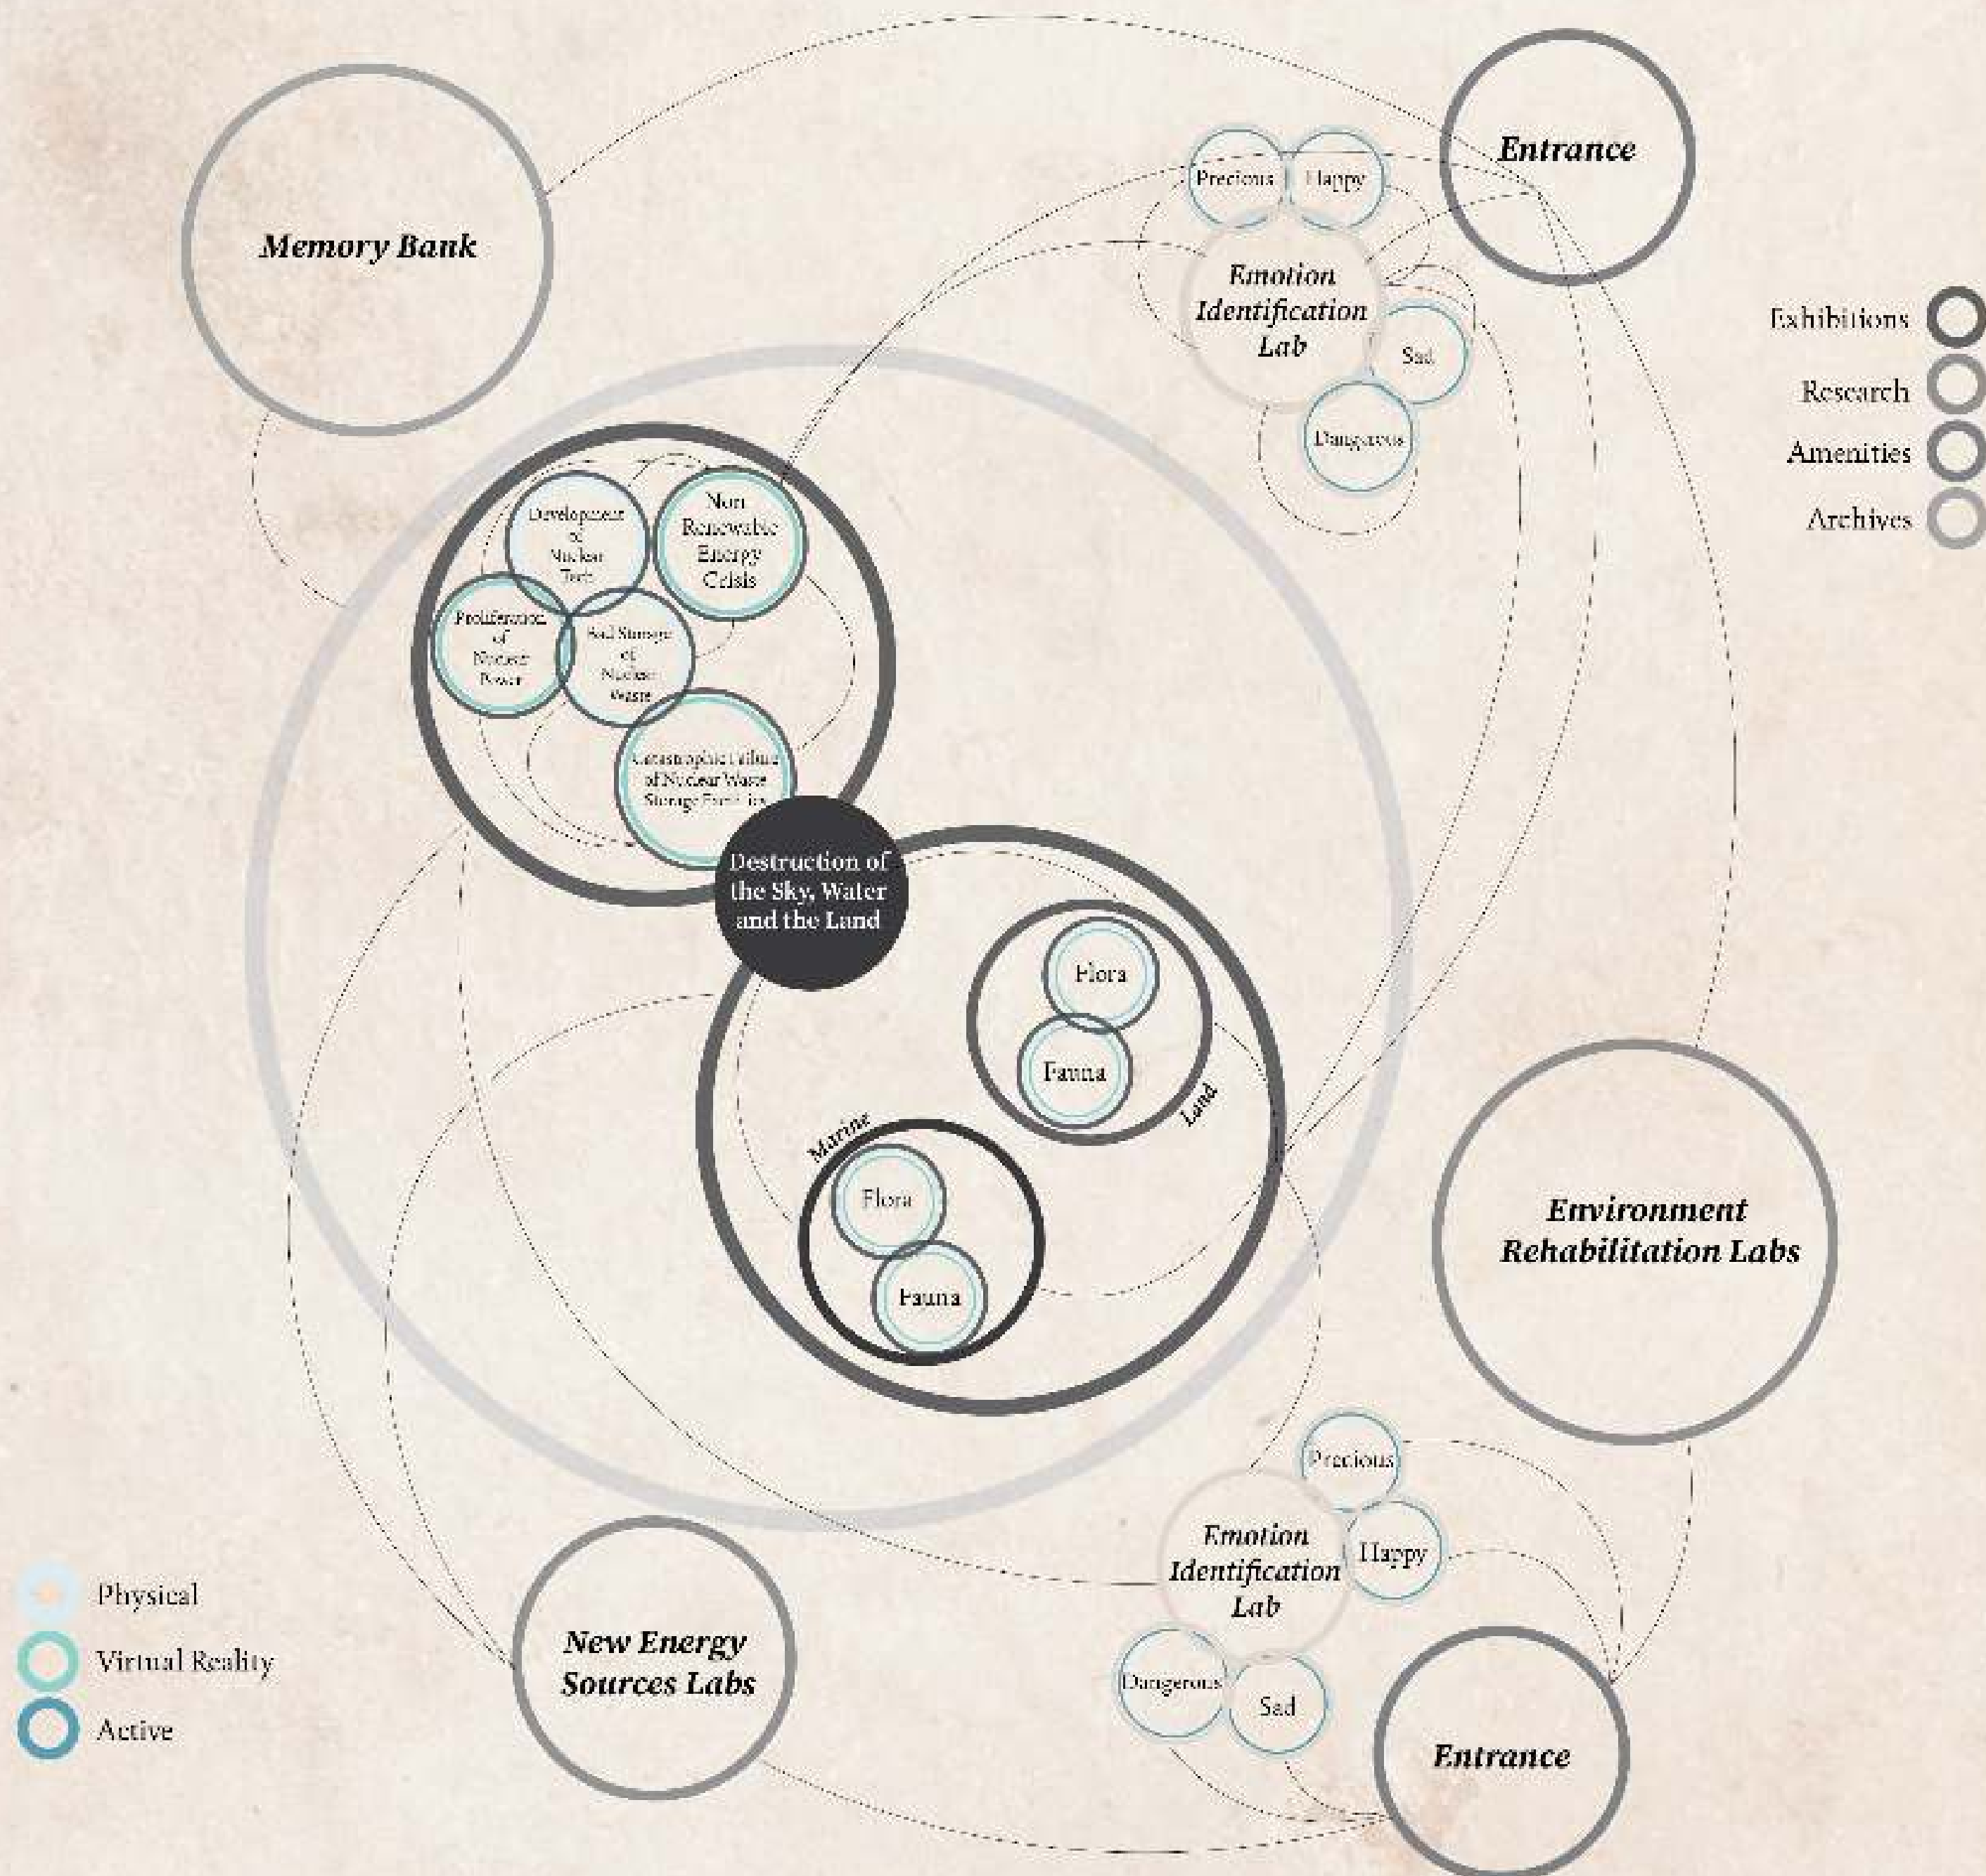 Memory Bank
Entrance
Precious
Happy
Emotion
Identification
Lab
Sad
Dangerous
Exhibitions
Research
Amenities
Archives
Development
of
Nuclear
Tech
Non
Renewable
Energy
Crisis
Proliferation
of
Nuclear
Power
Bad Storage
of
Nuclear
Waste
Catastrophic Failure
of Nuclear Waste
Storage Facilities
Destruction of
the Sky, Water
and the Land
Flora
Fauna
Land
Marine
Flora
Fauna
Environment
Rehabilitation Labs
Precious
Happy
Emotion
Identification
Lab
Dangerous
Sad
Entrance
New Energy
Sources Labs
Physical
Virtual Reality
Active